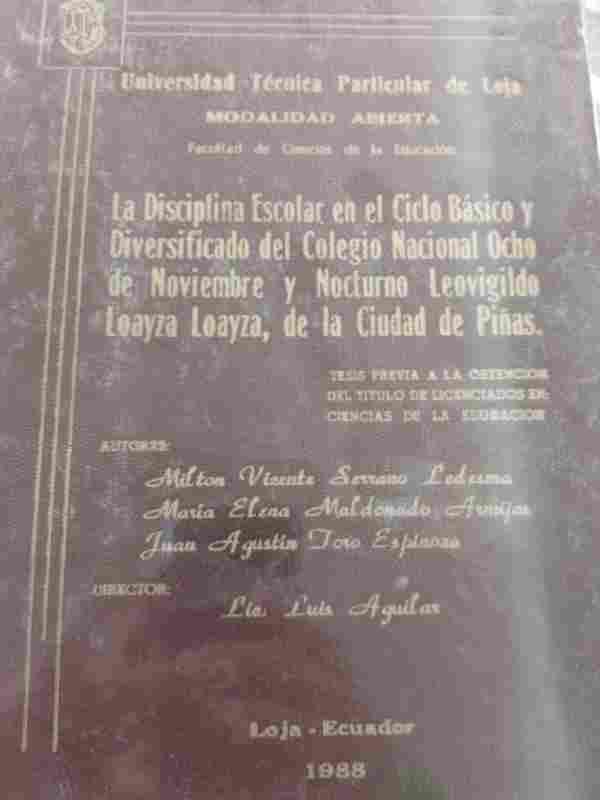 Universidad Técnica Particular de Loja
MODALIDAD ABIERTA
Facultad de Ciencias de la Educación
La Disciplina Escolar en el Ciclo Básico y
Diversificado del Colegio Nacional Ocho
de Noviembre y Nocturno Leovigildo
Loayza Loayza, de la Ciudad de Piñas.
TESIS PREVIA A LA OBTENCION
DEL TITULO DE LICENCIADOS EN:
CIENCIAS DE LA EDUCACION
AUTORES:
Milton Vicente Serrano Ledesma
María Elena Maldonado Armijos
Juan Agustín Toro Espinoza
DIRECTOR:
Lic. Luis Aguilar
Loja - Ecuador
1988